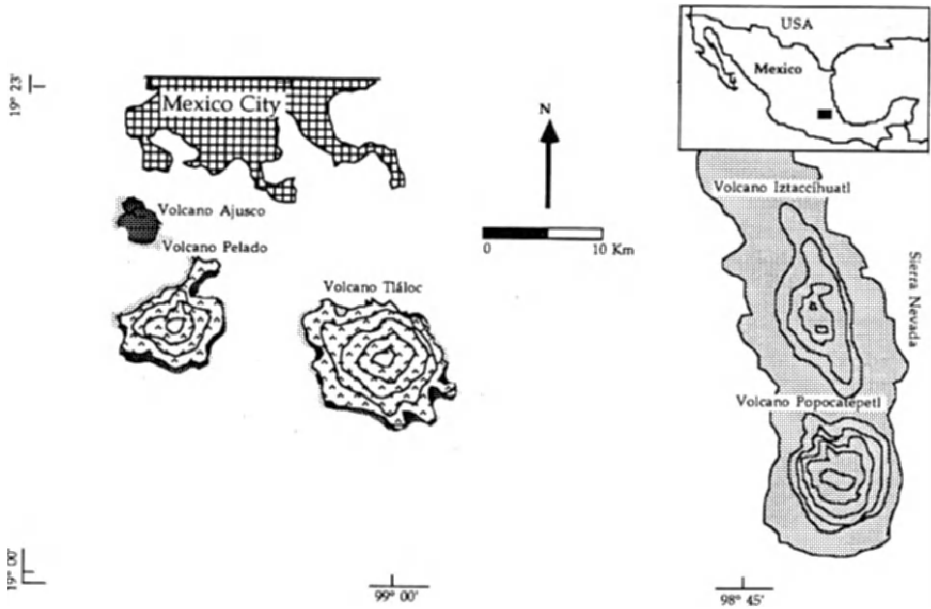 19° 23'
Mexico City
Volcano Ajusco
Volcano Pelado
Volcano Tláloc
N
0
10 Km
USA
Mexico
Volcano Iztaccihuatl
Sierra Nevada
Volcano Popocatepetl
19° 00'
99° 00'
98° 45'